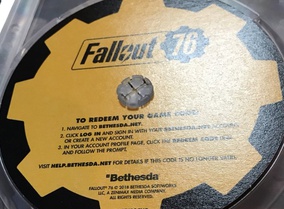 Fallout 76
TO REDEEM YOUR GAME CODE:
1. NAVIGATE TO BETHESDA.NET.
2. CLICK LOG IN AND SIGN IN WITH YOUR BETHESDA.NET ACCOUNT
OR CREATE A NEW ACCOUNT.
3. IN YOUR ACCOUNT PROFILE PAGE, CLICK THE REDEEM CODE
AND FOLLOW THE PROMPT.
VISIT HELP.BETHESDA.NET FOR DETAILS IF THIS CODE IS NO LONGER VALID.
Bethesda
FALLOUT 76 © 2018 BETHESDA SOFTWORKS
LLC, A ZENIMAX MEDIA COMPANY.
ALL RIGHTS RESERVED.